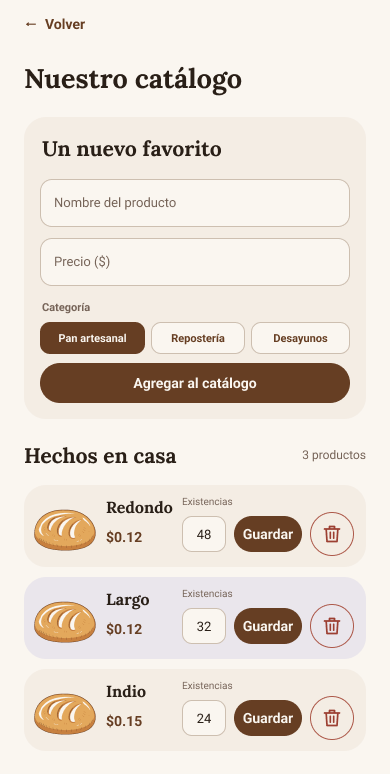 ← Volver
Nuestro catálogo
Un nuevo favorito
Nombre del producto
Precio ($)
Categoría
Pan artesanal
Repostería
Desayunos
Agregar al catálogo
Hechos en casa
3 productos
Redondo
$0.12
Existencias
48
Guardar
Largo
$0.12
Existencias
32
Guardar
Indio
$0.15
Existencias
24
Guardar